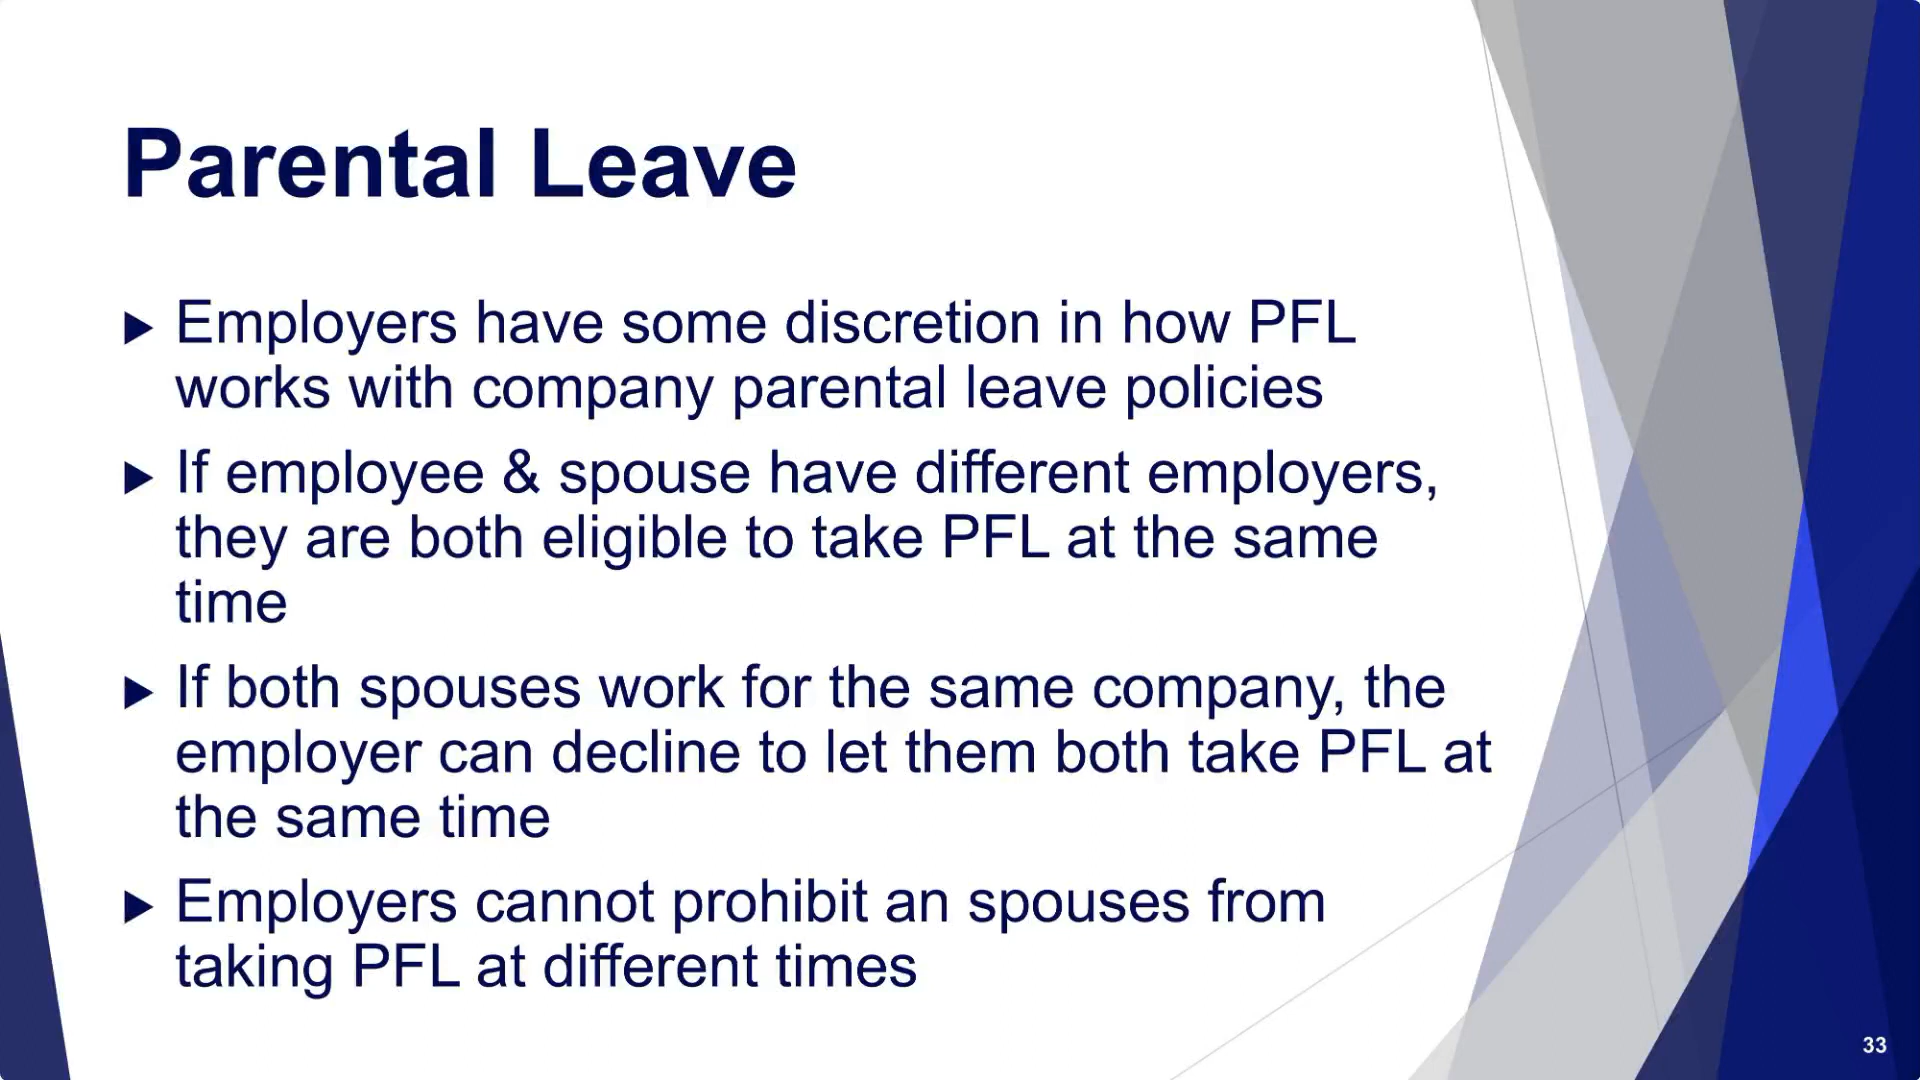 Parental Leave
Employers have some discretion in how PFL
works with company parental leave policies
If employee & spouse have different employers,
they are both eligible to take PFL at the same
time
If both spouses work for the same company, the
employer can decline to let them both take PFL at
the same time
Employers cannot prohibit an spouses from
taking PFL at different times
33